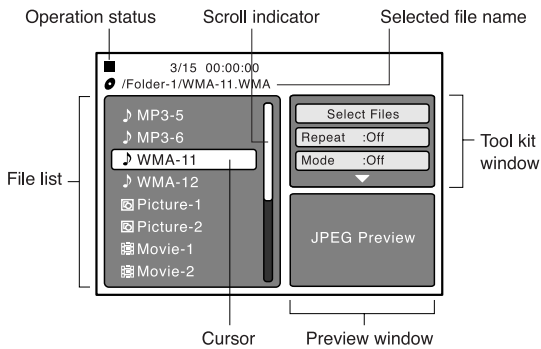 Operation status
Scroll indicator
Selected file name
3/15 00:00:00
/Folder-1/WMA-11.WMA
MP3-5
MP3-6
WMA-11
WMA-12
Picture-1
Picture-2
Movie-1
Movie-2
File list
Select Files
Repeat :Off
Mode :Off
Tool kit
window
JPEG Preview
Cursor
Preview window